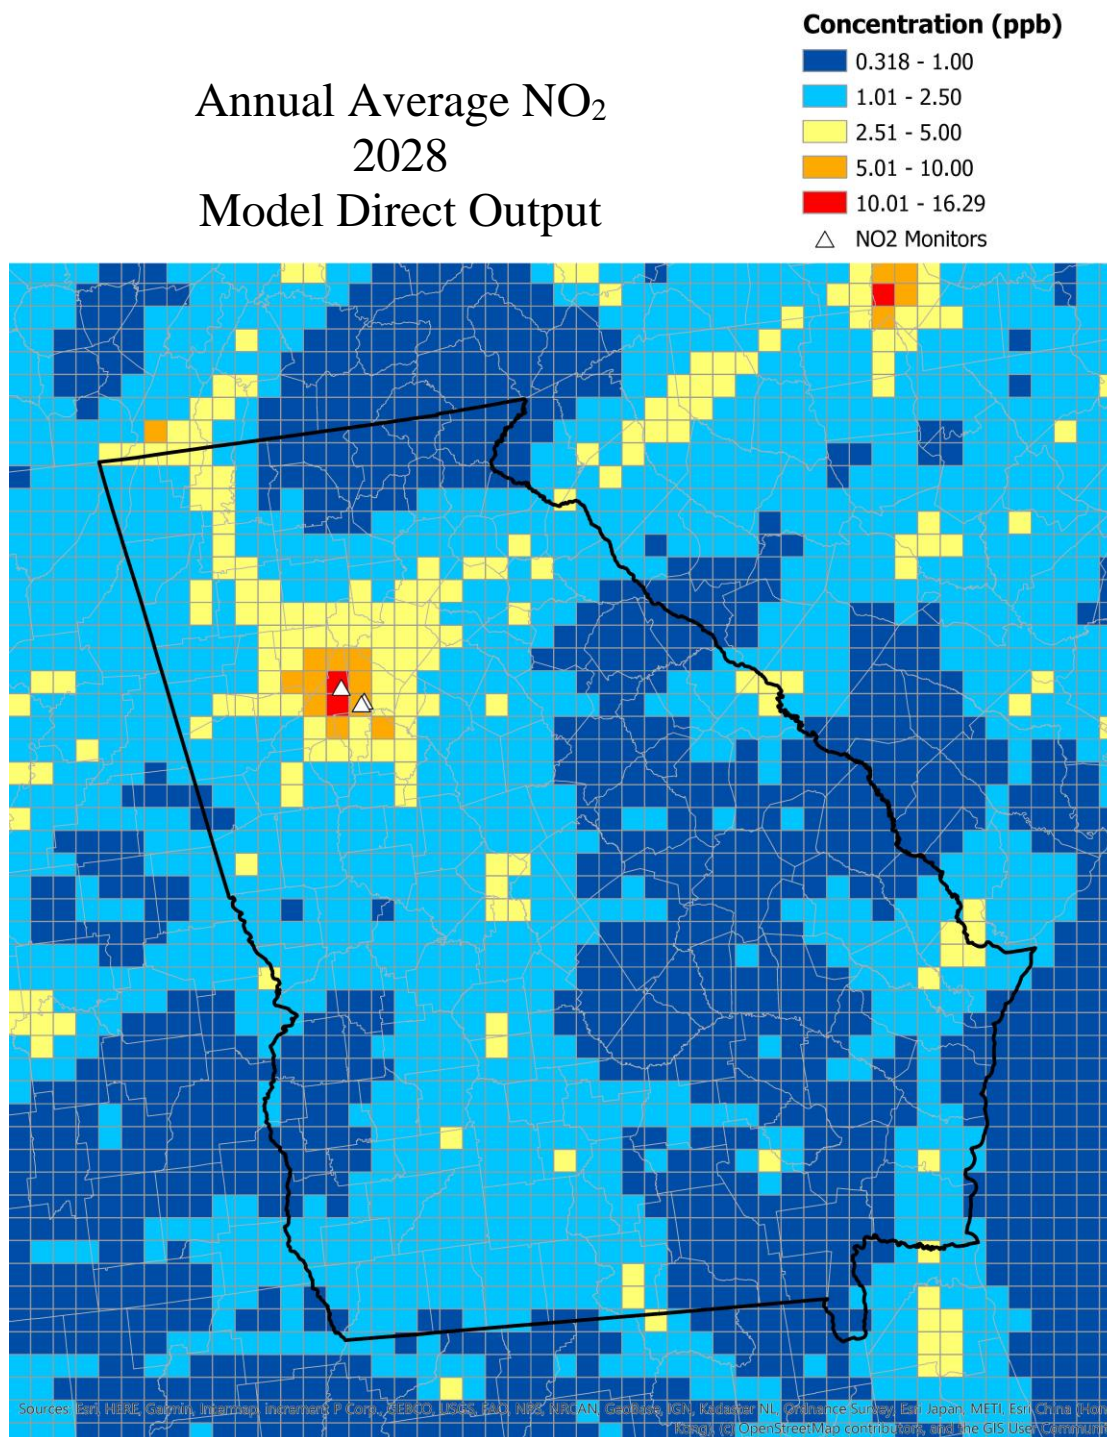 Concentration (ppb)
0.318 - 1.00
1.01 - 2.50
2.51 - 5.00
5.01 - 10.00
10.01 - 16.29
NO2 Monitors
Annual Average NO₂
2028
Model Direct Output
Sources: Esri, HERE, Garmin, Intermap, increment P Corp., GEBCO, USGS, FAO, NPS, NRCAN, GeoBase, IGN, Kadaster NL, Ordnance Survey, Esri Japan, METI, Esri China (Hong
Kong), (c) OpenStreetMap contributors, and the GIS User Communit